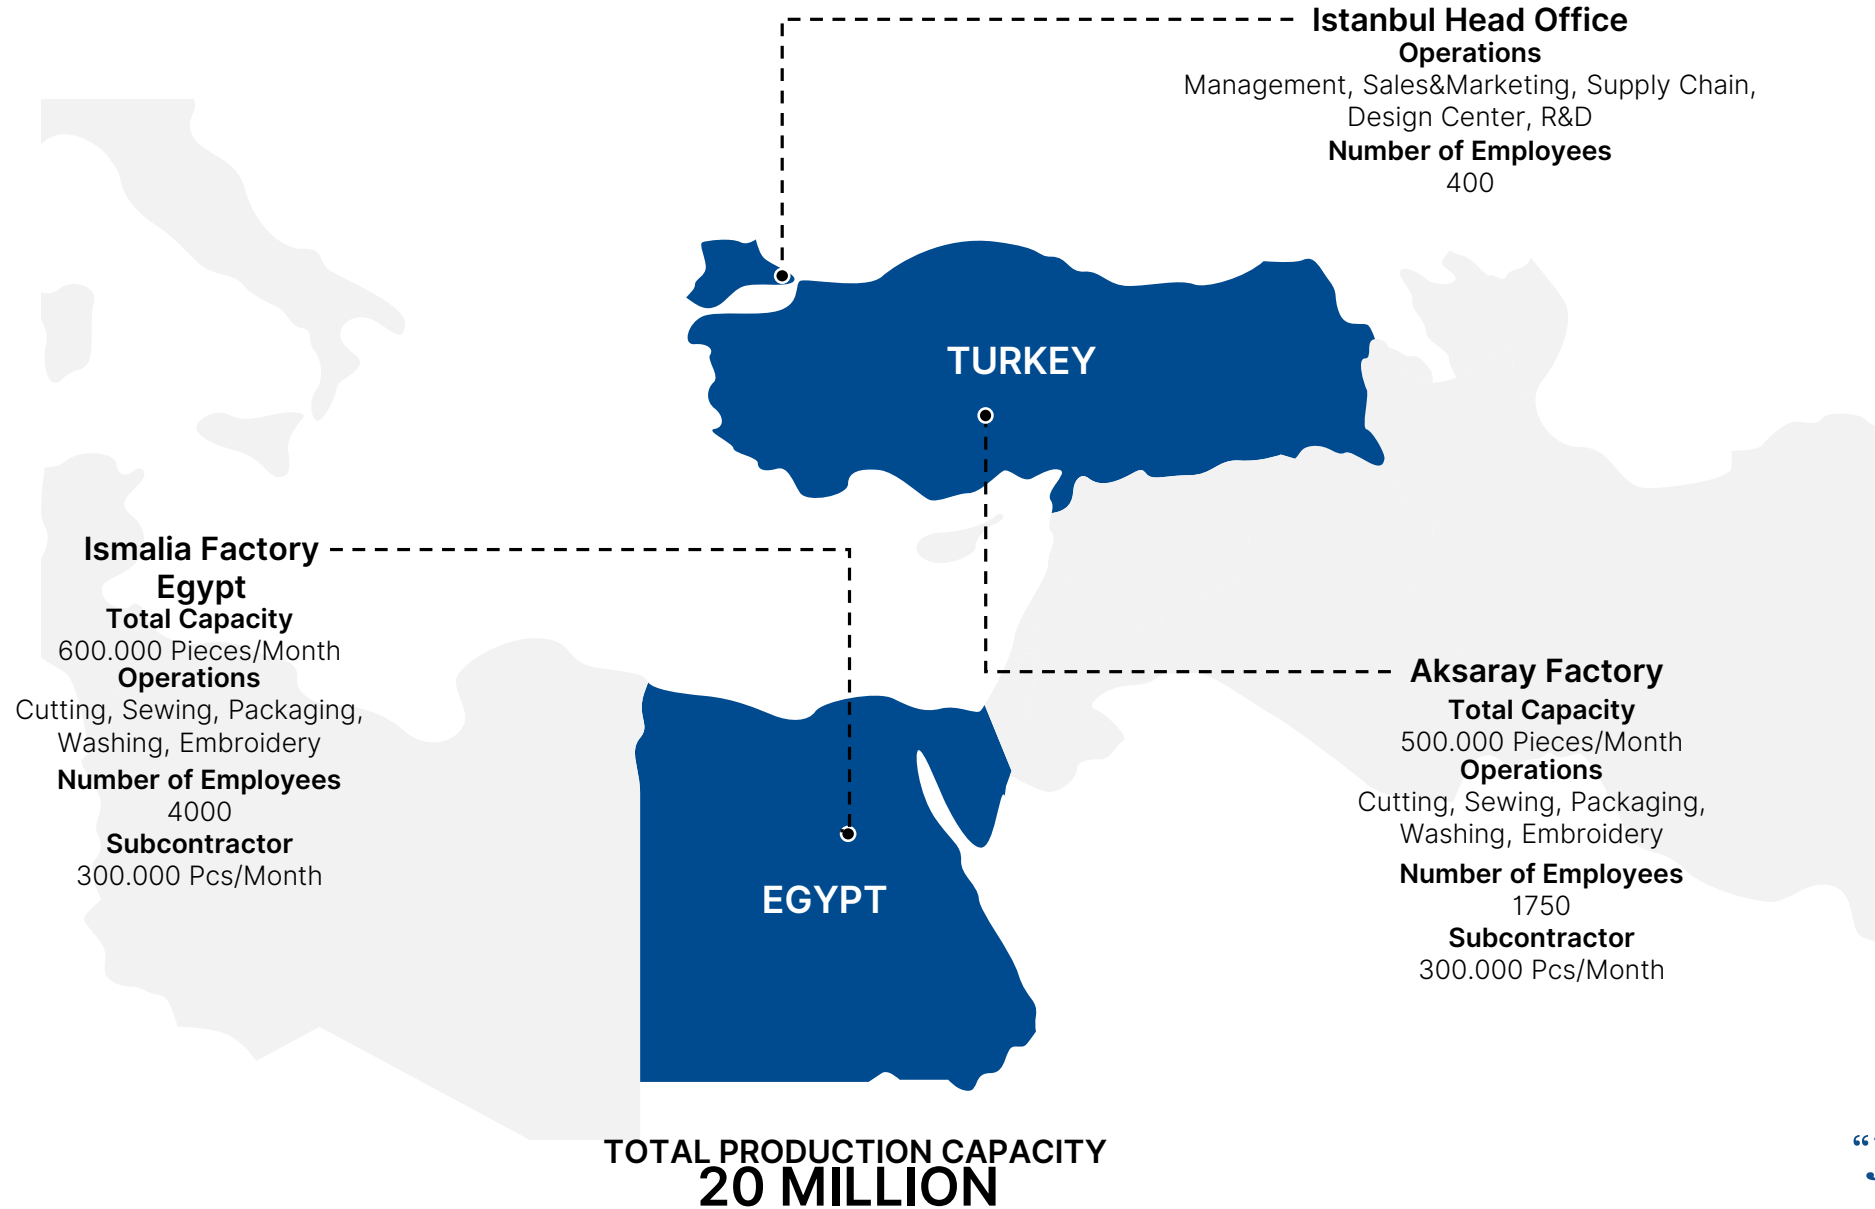 Istanbul Head Office
Operations
Management, Sales&Marketing, Supply Chain,
Design Center, R&D
Number of Employees
400
TURKEY
Ismalia Factory
Egypt
Total Capacity
600.000 Pieces/Month
Operations
Cutting, Sewing, Packaging,
Washing, Embroidery
Number of Employees
4000
Subcontractor
300.000 Pcs/Month
Aksaray Factory
Total Capacity
500.000 Pieces/Month
Operations
Cutting, Sewing, Packaging,
Washing, Embroidery
Number of Employees
1750
Subcontractor
300.000 Pcs/Month
EGYPT
TOTAL PRODUCTION CAPACITY
20 MILLION